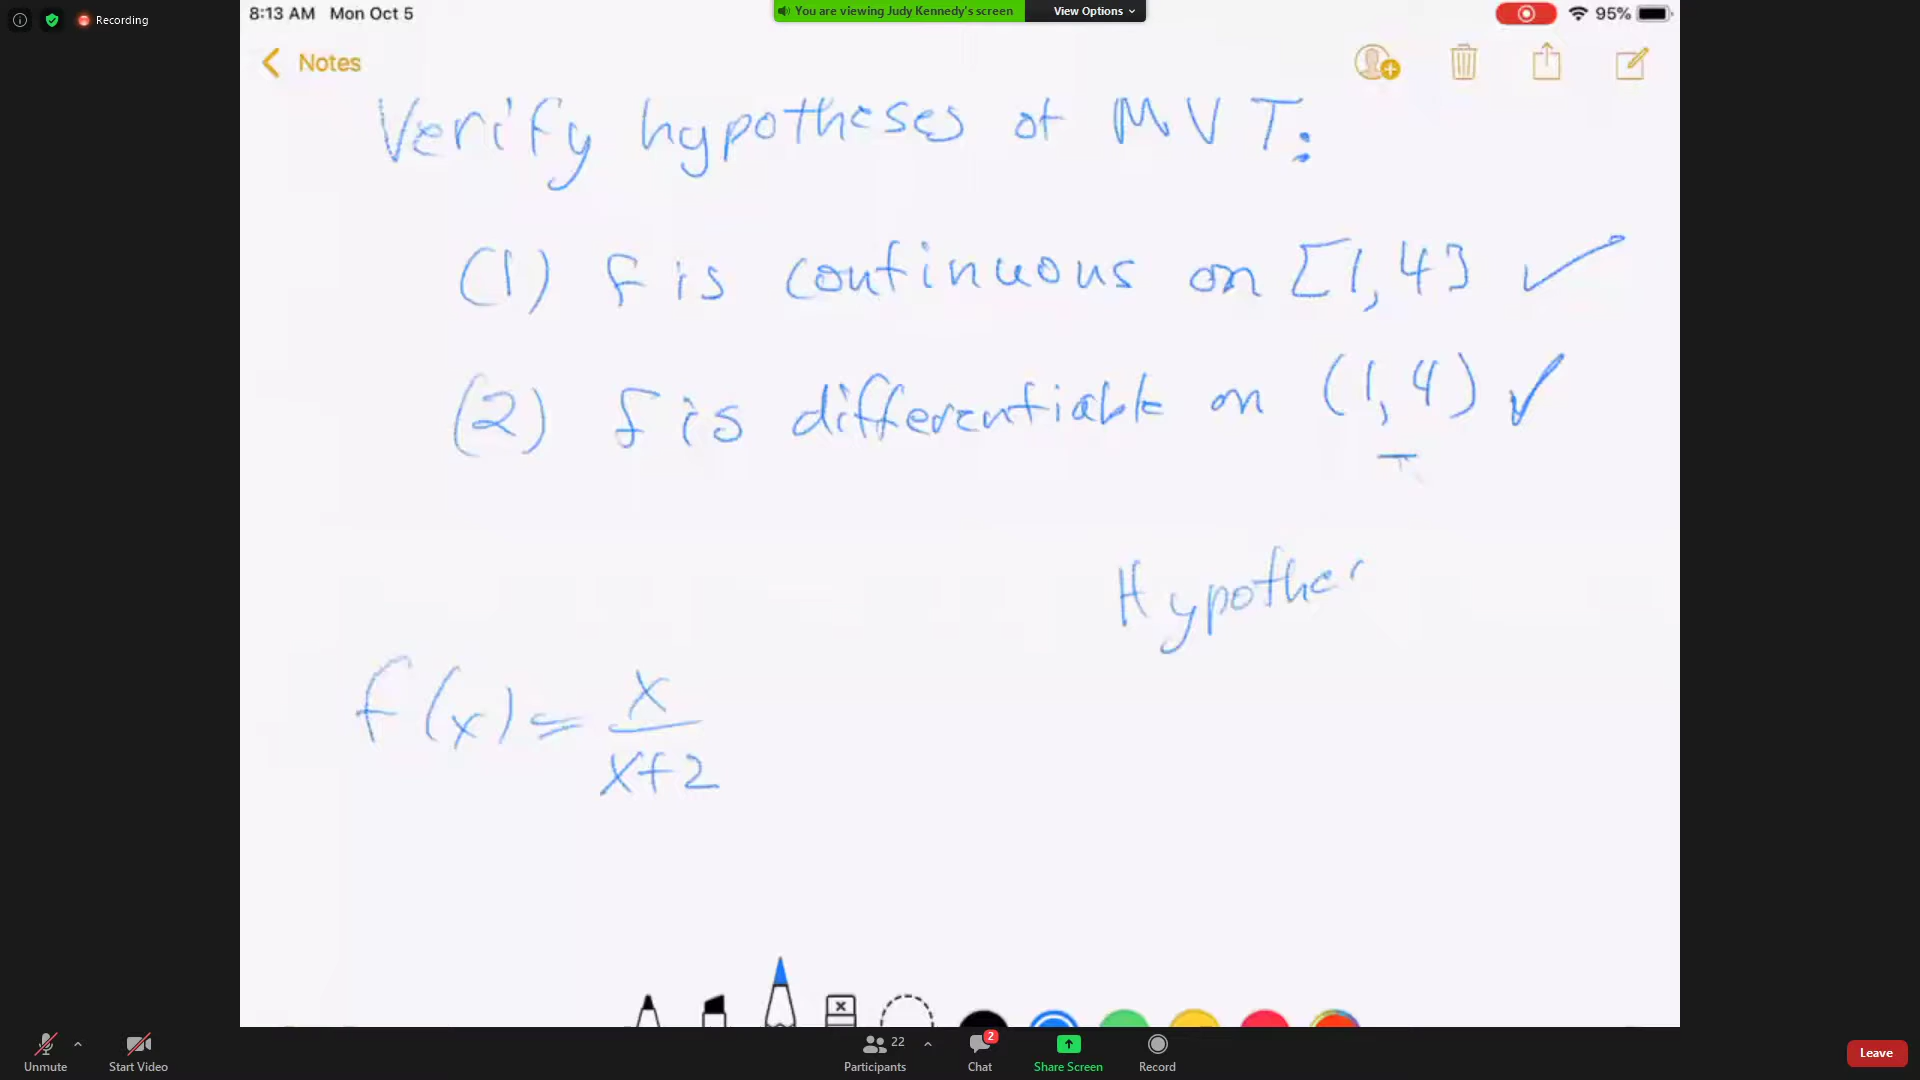 Recording
8:13 AM Mon Oct 5
You are viewing Judy Kennedy's screen
View Options
95%
Notes
Verify hypotheses of MVT:
(1) f is continuous on [1,4] ✓
(2) f is differentiable on (1,4) ✓
Hypothe
f(x) = x
x+2
Unmute
Start Video
22
Participants
2
Chat
Share Screen
Record
Leave